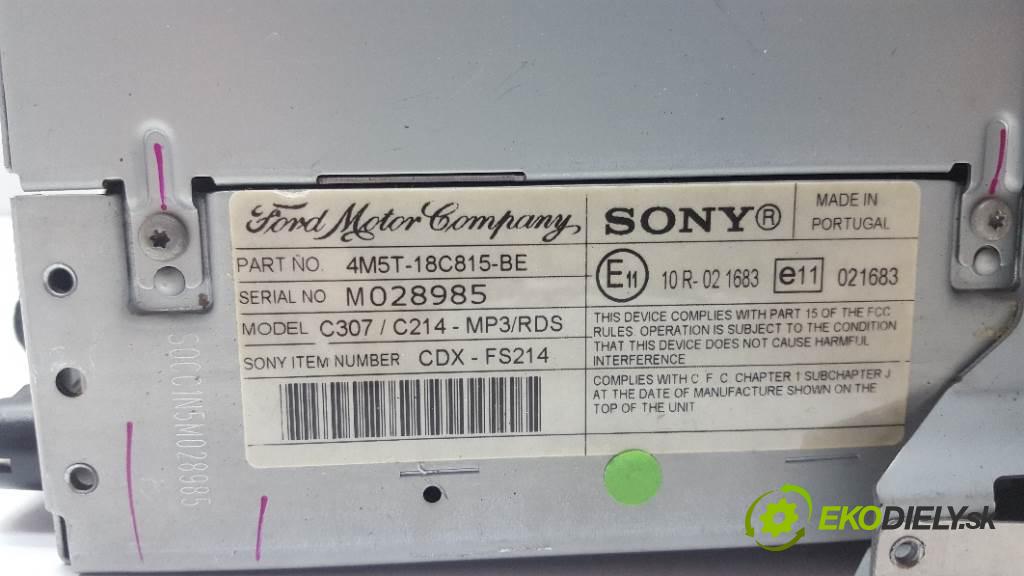 Ford Motor Company
SONY®
MADE IN
PORTUGAL
PART NO. 4M5T-18C815-BE
SERIAL NO M028985
MODEL C307 / C214 - MP3/RDS
SONY ITEM NUMBER CDX - FS214
E11 10 R- 02 1683 e11 021683
THIS DEVICE COMPLIES WITH PART 15 OF THE FCC
RULES. OPERATION IS SUBJECT TO THE CONDITION
THAT THIS DEVICE DOES NOT CAUSE HARMFUL
INTERFERENCE
COMPLIES WITH C. F. C. CHAPTER 1 SUBCHAPTER J
AT THE DATE OF MANUFACTURE SHOWN ON THE
TOP OF THE UNIT
EKODIELY.sk